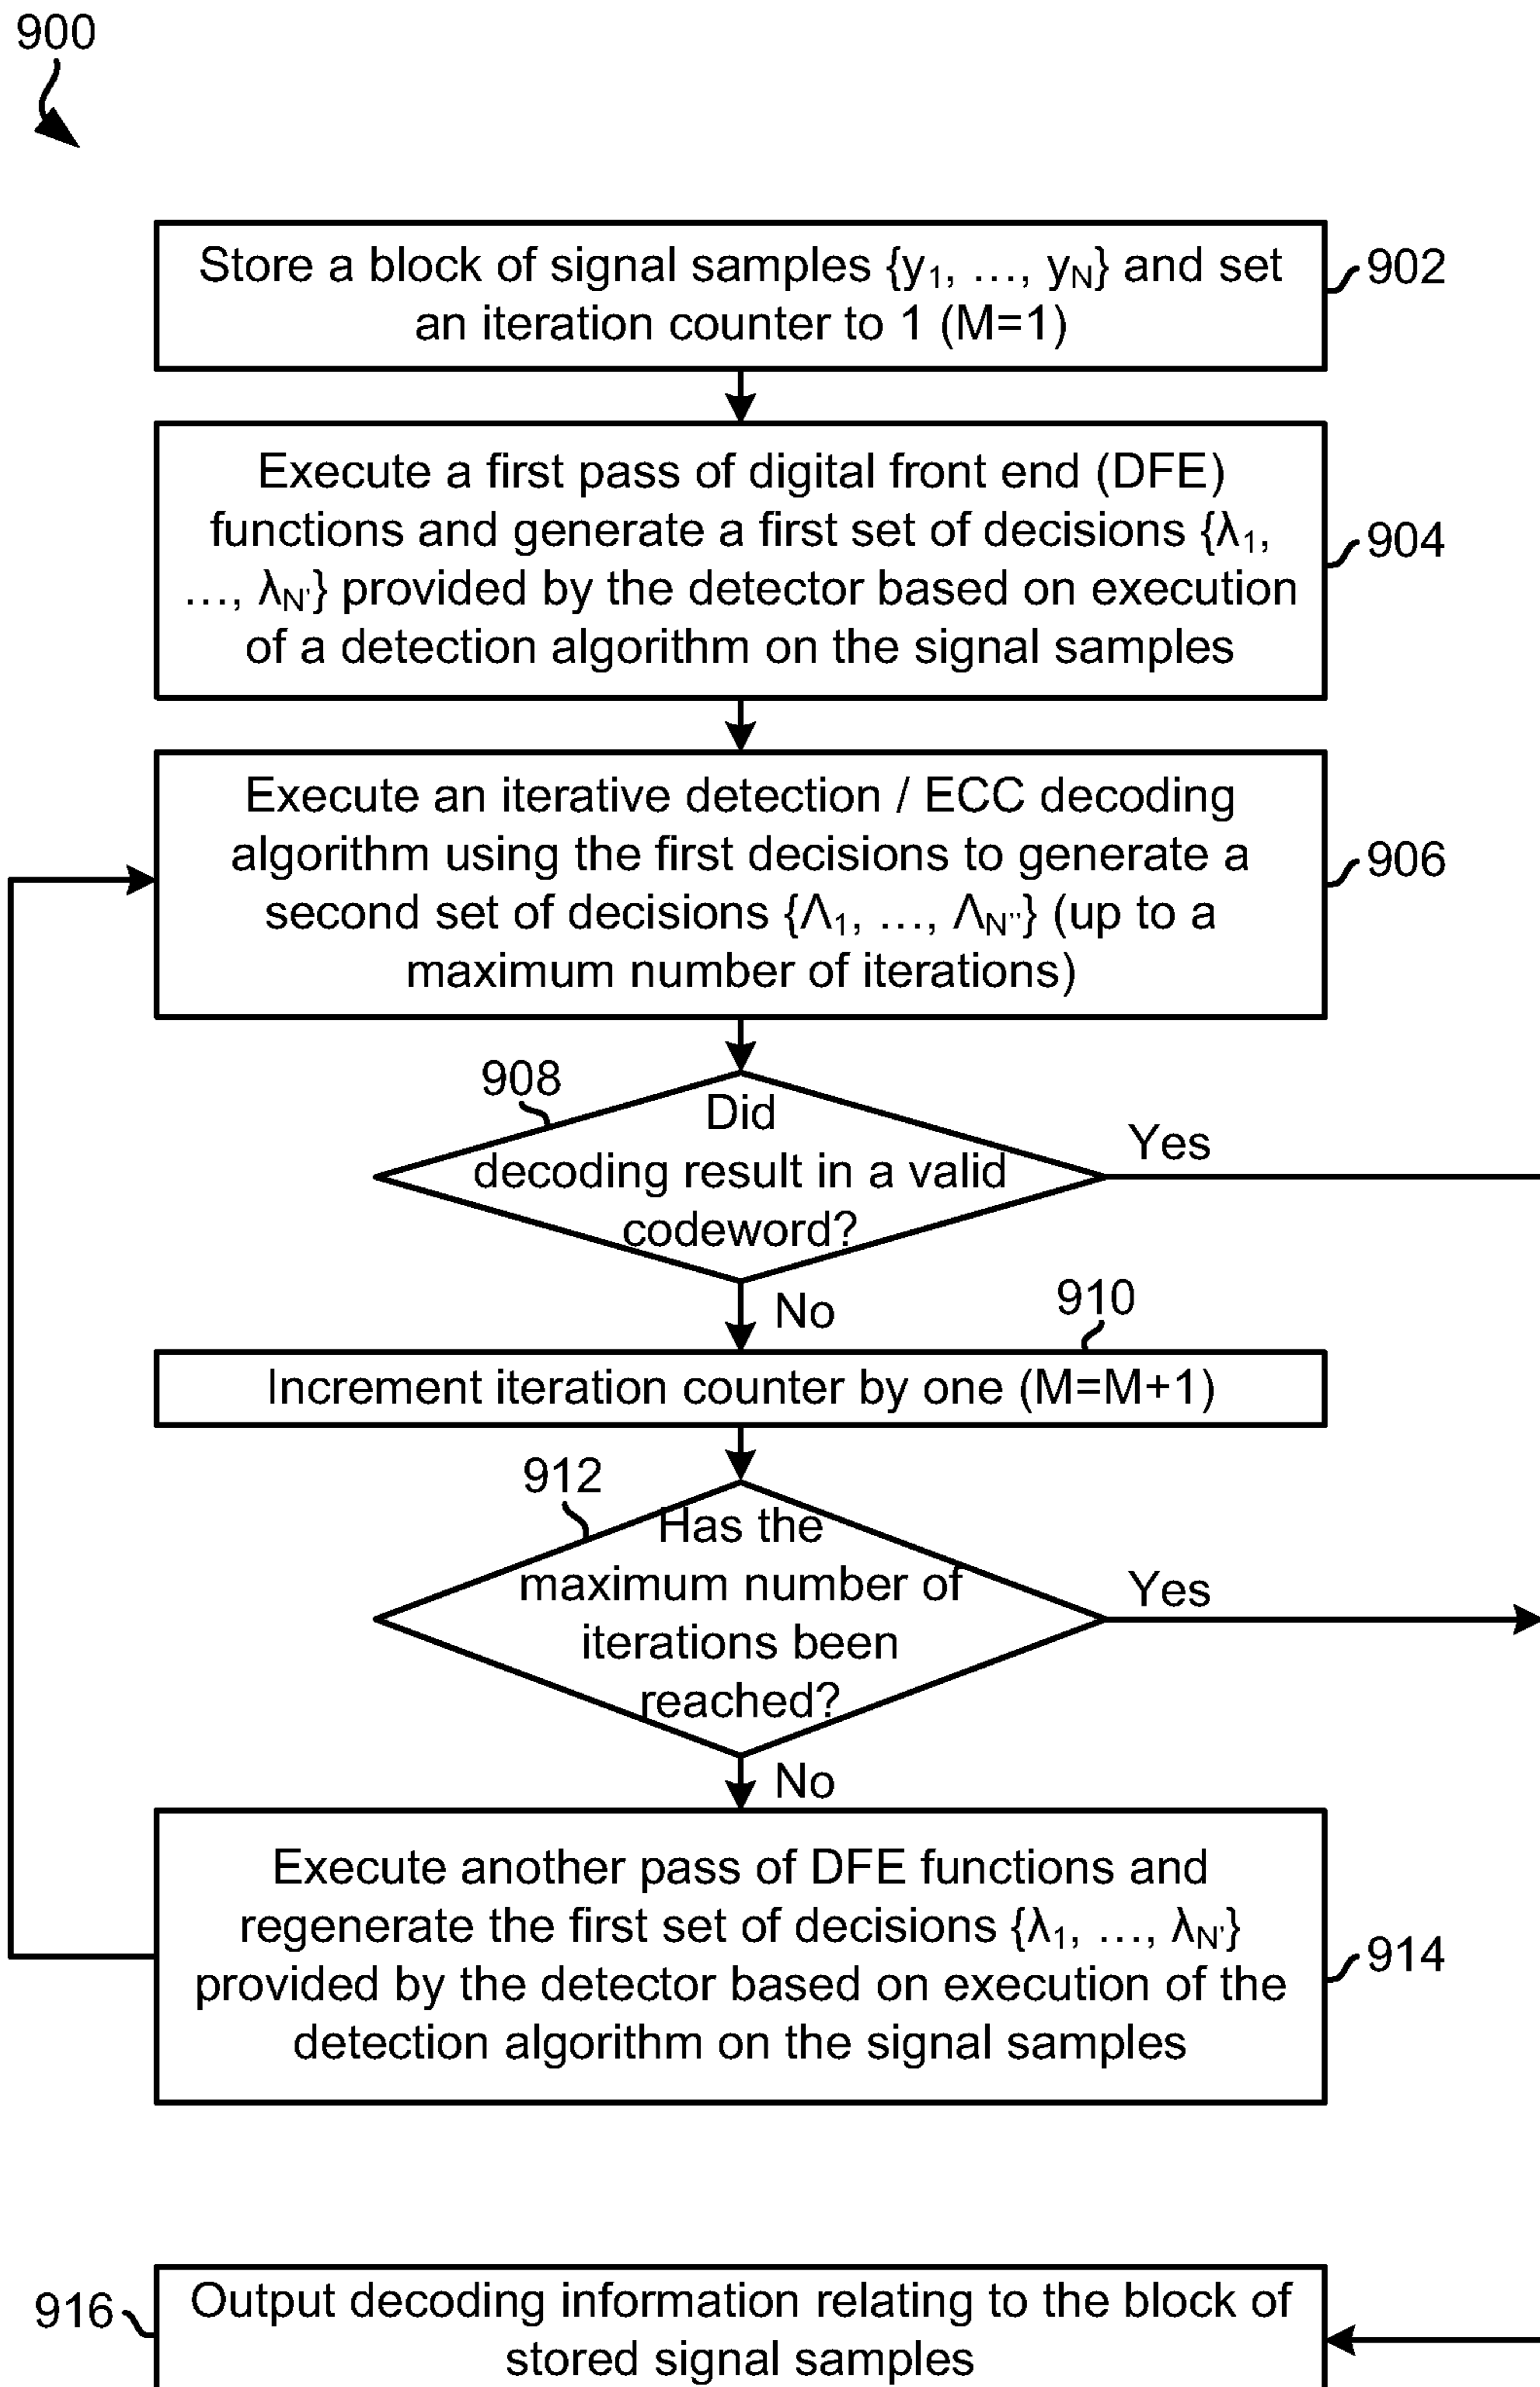 900
Store a block of signal samples {y₁, …, y_N} and set
an iteration counter to 1 (M=1)
902
Execute a first pass of digital front end (DFE)
functions and generate a first set of decisions {λ₁,
…, λ_N'} provided by the detector based on execution
of a detection algorithm on the signal samples
904
Execute an iterative detection / ECC decoding
algorithm using the first decisions to generate a
second set of decisions {Λ₁, …, Λ_N''} (up to a
maximum number of iterations)
906
908
Did
decoding result in a valid
codeword?
Yes
No
910
Increment iteration counter by one (M=M+1)
912
Has the
maximum number of
iterations been
reached?
Yes
No
Execute another pass of DFE functions and
regenerate the first set of decisions {λ₁, …, λ_N'}
provided by the detector based on execution of the
detection algorithm on the signal samples
914
916
Output decoding information relating to the block of
stored signal samples